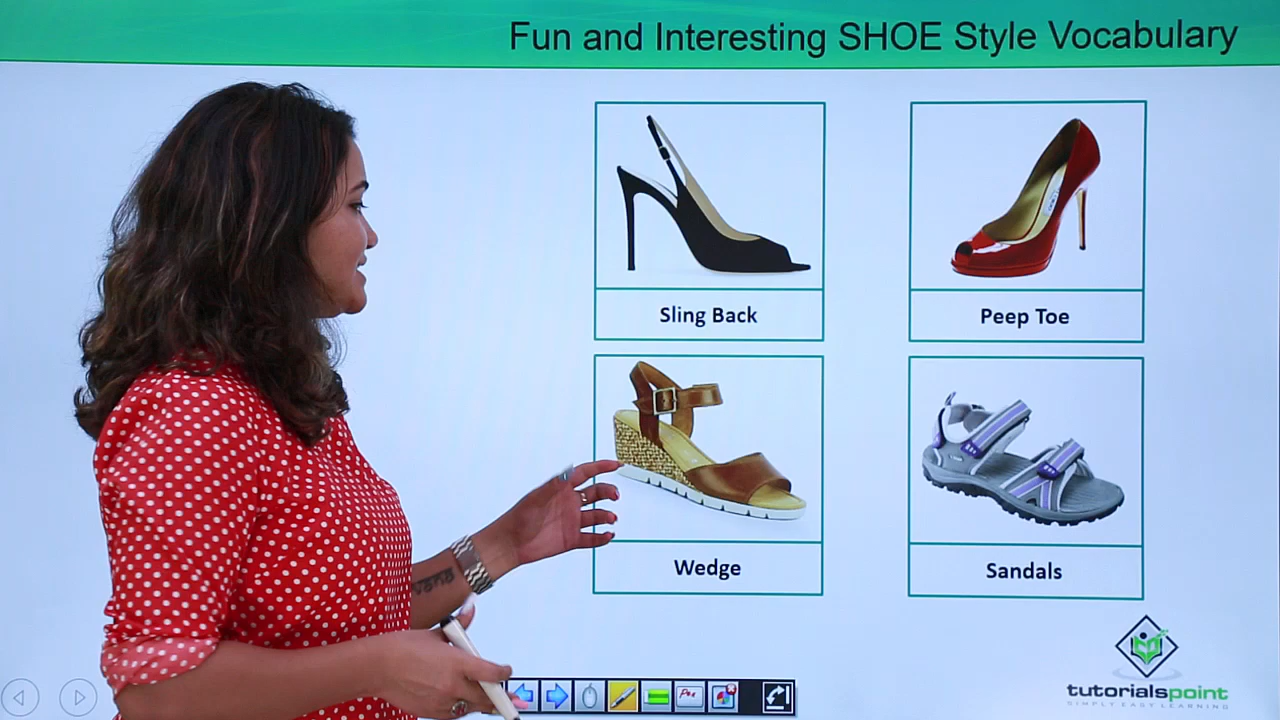 Fun and Interesting SHOE Style Vocabulary
Sling Back
Peep Toe
Wedge
Sandals
tutorialspoint
SIMPLY EASY LEARNING